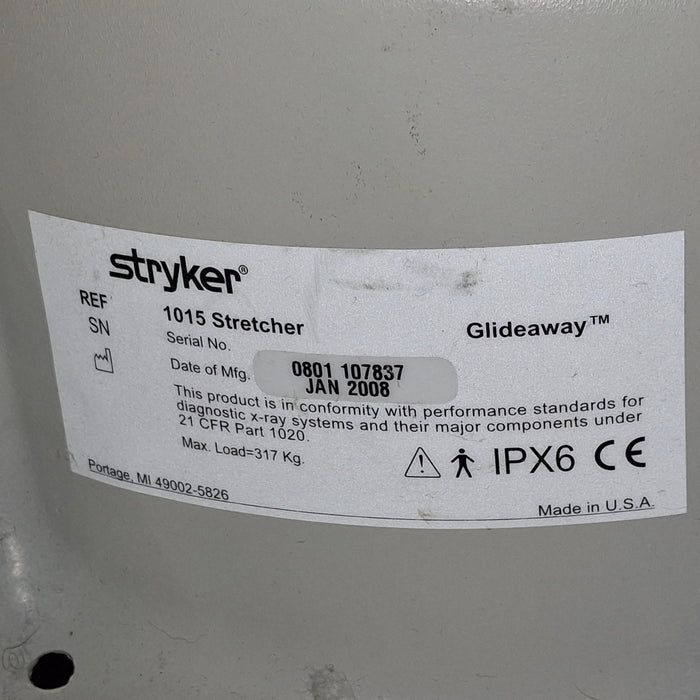 stryker®
REF 1015 Stretcher Glideaway™
SN Serial No. 0801 107837
Date of Mfg. JAN 2008
This product is in conformity with performance standards for
diagnostic x-ray systems and their major components under
21 CFR Part 1020.
Max. Load=317 Kg.
IPX6 CE
Portage, MI 49002-5826
Made in U.S.A.